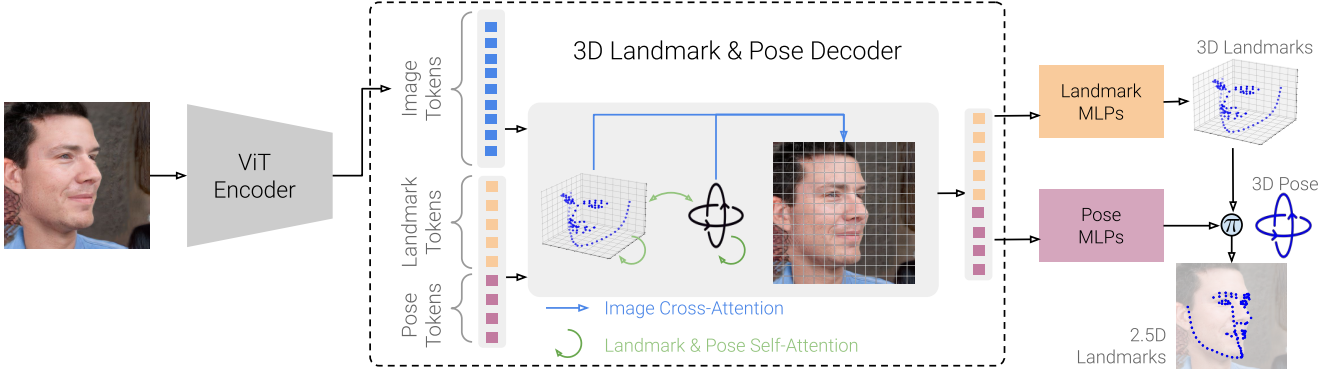 ViT
Encoder
Image
Tokens
Landmark
Tokens
Pose
Tokens
3D Landmark & Pose Decoder
Image Cross-Attention
Landmark & Pose Self-Attention
Landmark
MLPs
Pose
MLPs
3D Landmarks
3D Pose
π
2.5D
Landmarks